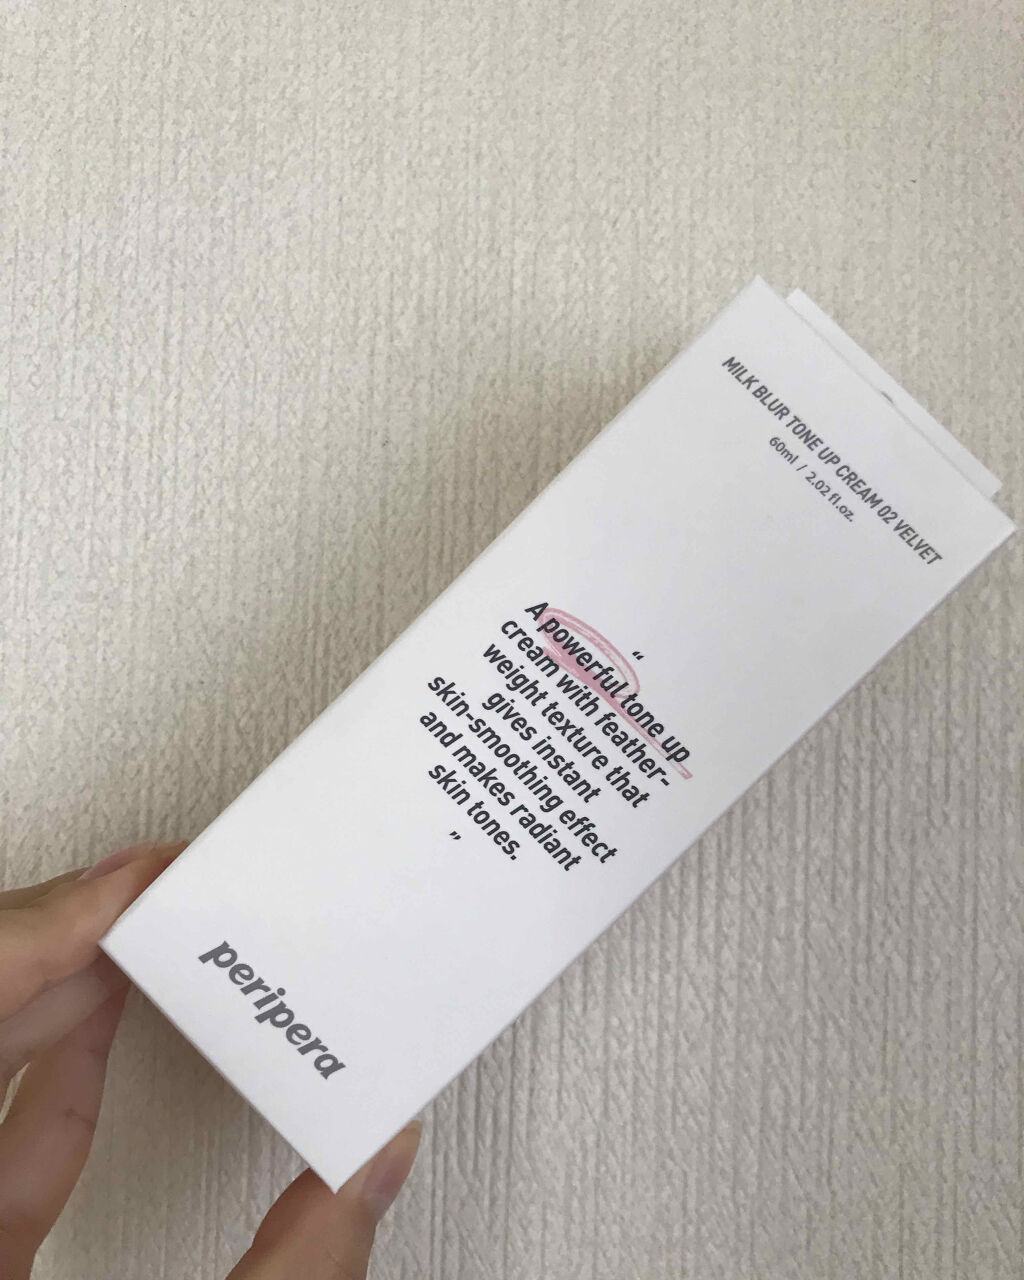 MILK BLUR TONE UP CREAM 02 VELVET
60ml / 2.02 fl.oz.
“
A powerful tone up
cream with feather-
weight texture that
gives instant
skin-smoothing effect
and makes radiant
skin tones.
”
peripera